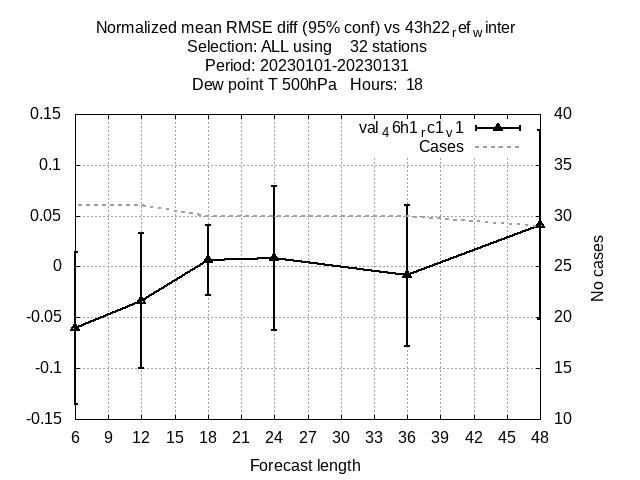 Normalized mean RMSE diff (95% conf) vs 43h22refwinter
Selection: ALL using 32 stations
Period: 20230101-20230131
Dew point T 500hPa Hours: 18
0.15
0.1
0.05
0
-0.05
-0.1
-0.15
val46h1rc1v1
Cases
40
35
30
25
20
15
10
No cases
6 9 12 15 18 21 24 27 30 33 36 39 42 45 48
Forecast length